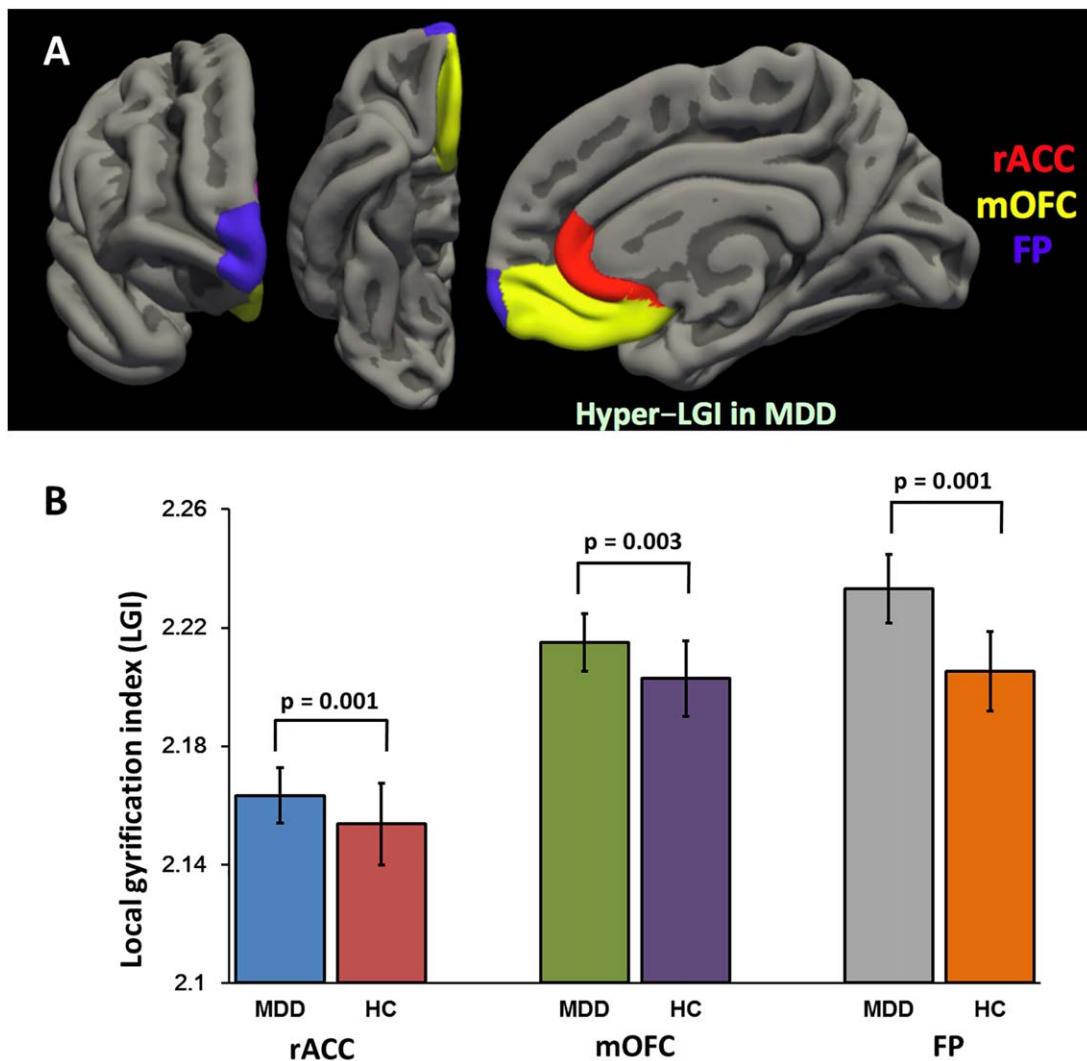 A
rACC
mOFC
FP
Hyper–LGI in MDD
B
Local gyrification index (LGI)
2.26
2.22
2.18
2.14
2.1
p = 0.001
p = 0.003
p = 0.001
MDD HC MDD HC MDD HC
rACC mOFC FP